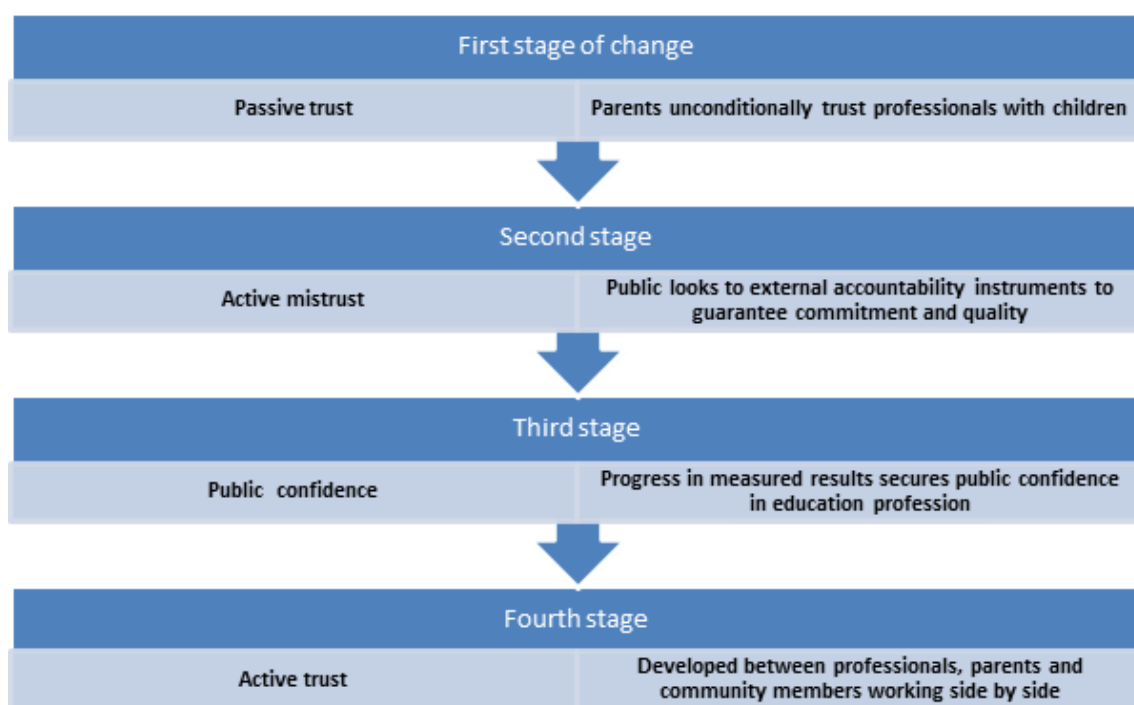 First stage of change
Passive trust
Parents unconditionally trust professionals with children
Second stage
Active mistrust
Public looks to external accountability instruments to
guarantee commitment and quality
Third stage
Public confidence
Progress in measured results secures public confidence
in education profession
Fourth stage
Active trust
Developed between professionals, parents and
community members working side by side